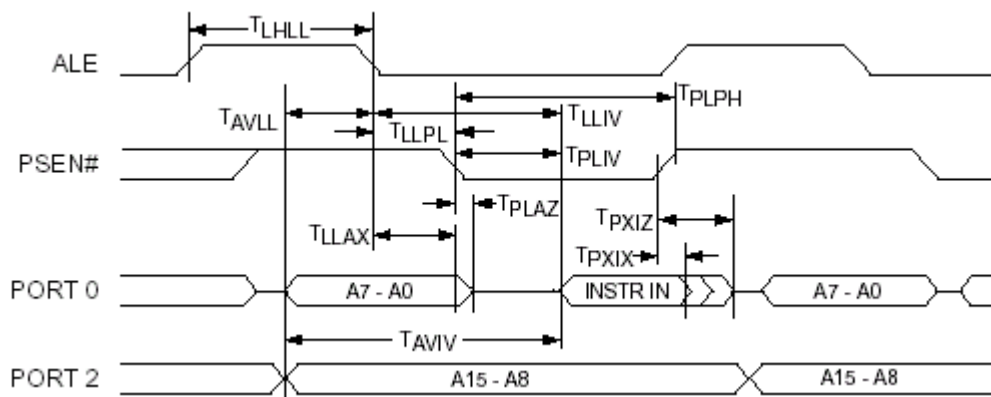 TLHLL
ALE
TPLPH
TAVLL
TLLIV
TLLPL
PSEN#
TPLIV
TPLAZ
TPXIZ
TLLAX
TPXIX
PORT 0
A7 - A0
INSTR IN
A7 - A0
TAVIV
PORT 2
A15 - A8
A15 - A8